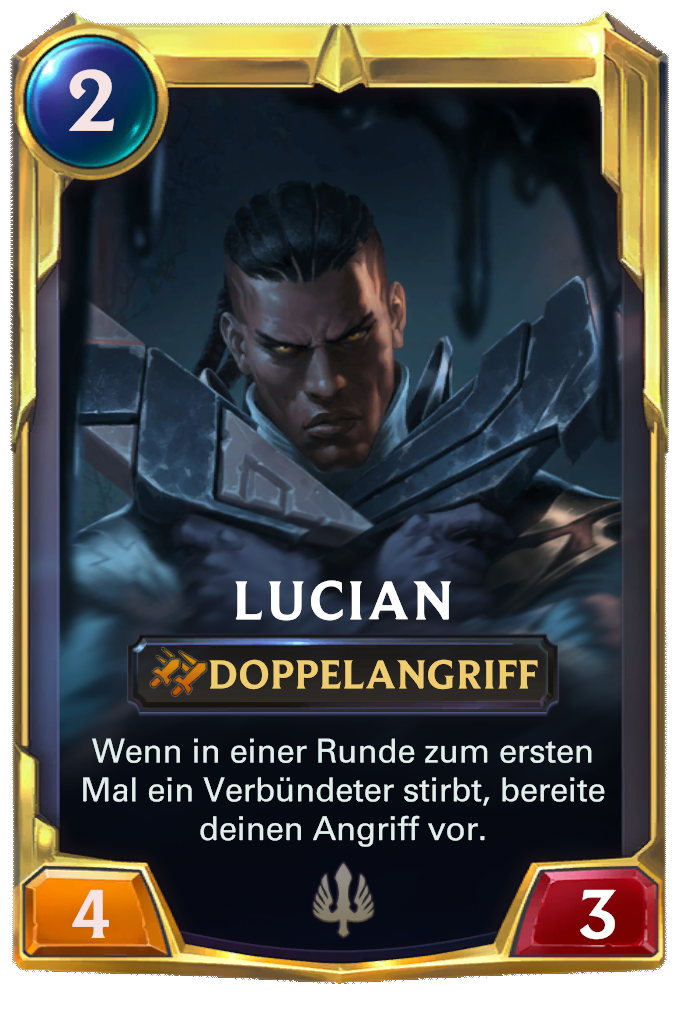 2
LUCIAN
DOPPELANGRIFF
Wenn in einer Runde zum ersten
Mal ein Verbündeter stirbt, bereite
deinen Angriff vor.
4
3